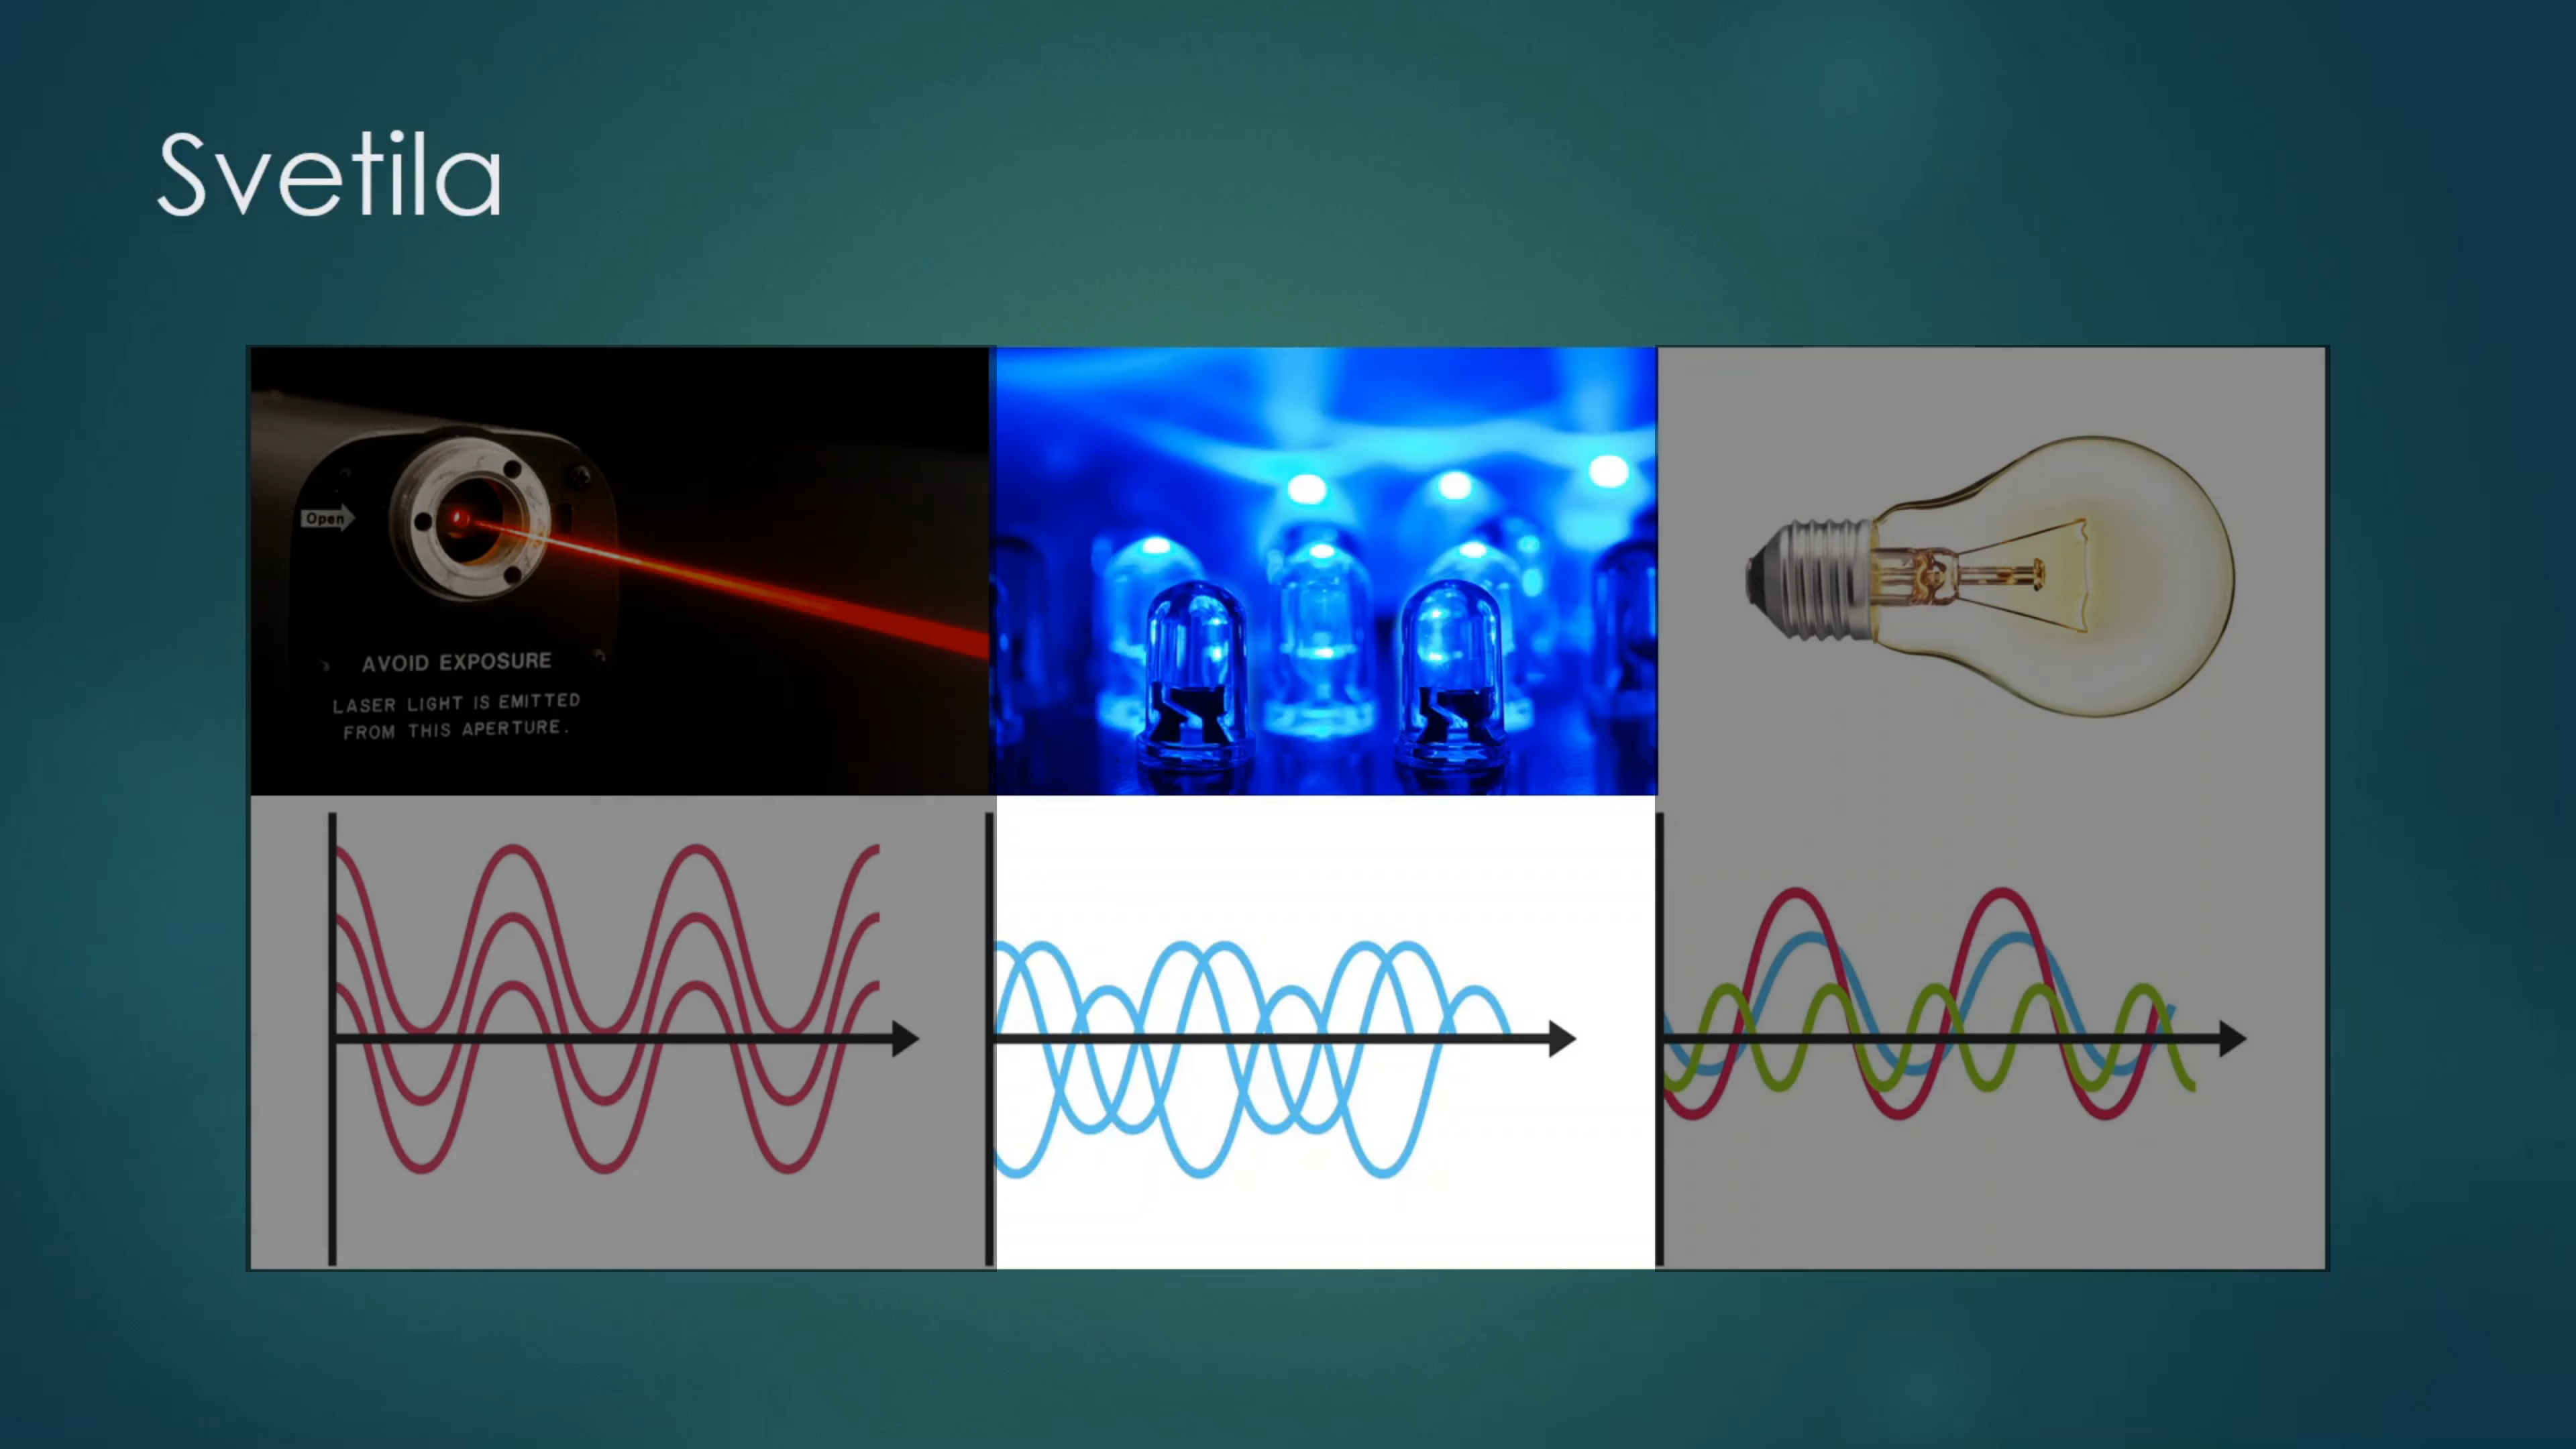 Svetila
Open
AVOID EXPOSURE
LASER LIGHT IS EMITTED
FROM THIS APERTURE.